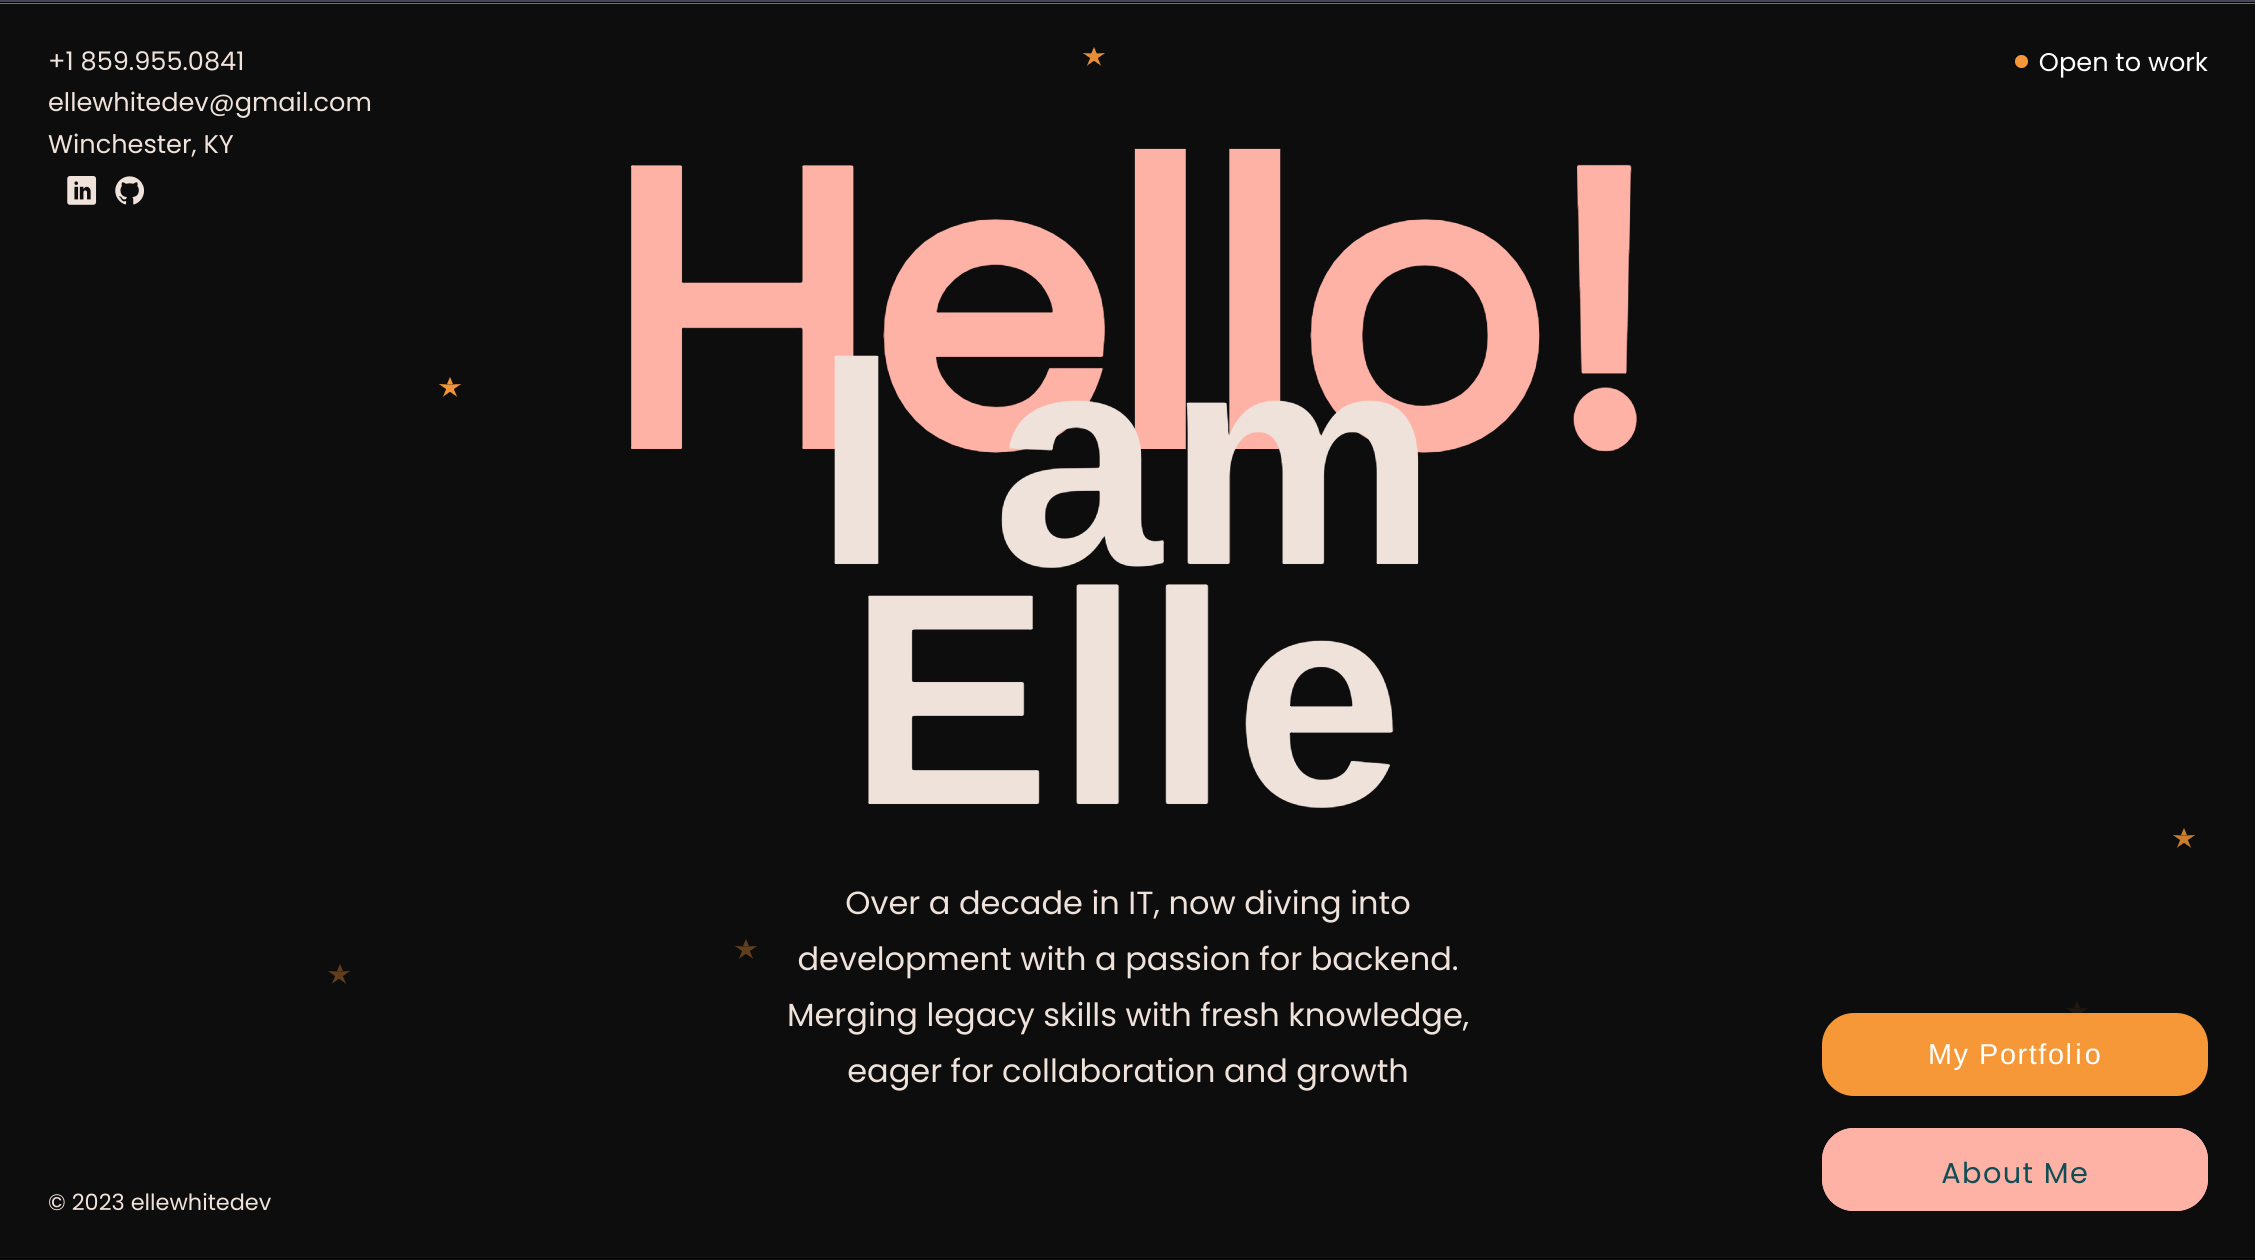 +1 859.955.0841
ellewhitedev@gmail.com
Winchester, KY
in
Open to work
Hello!
I am
Elle
Over a decade in IT, now diving into
development with a passion for backend.
Merging legacy skills with fresh knowledge,
eager for collaboration and growth
My Portfolio
About Me
© 2023 ellewhitedev